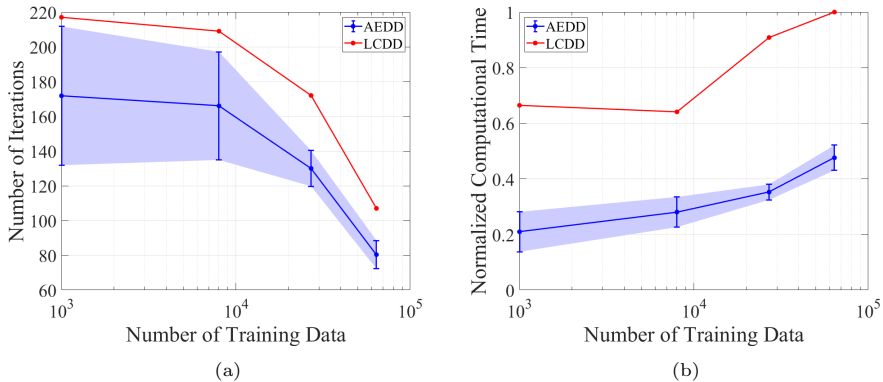 AEDD
LCDD
220
200
180
160
140
120
100
80
60
10^3
10^4
10^5
Number of Iterations
Number of Training Data
(a)
AEDD
LCDD
1
0.8
0.6
0.4
0.2
0
10^3
10^4
10^5
Normalized Computational Time
Number of Training Data
(b)